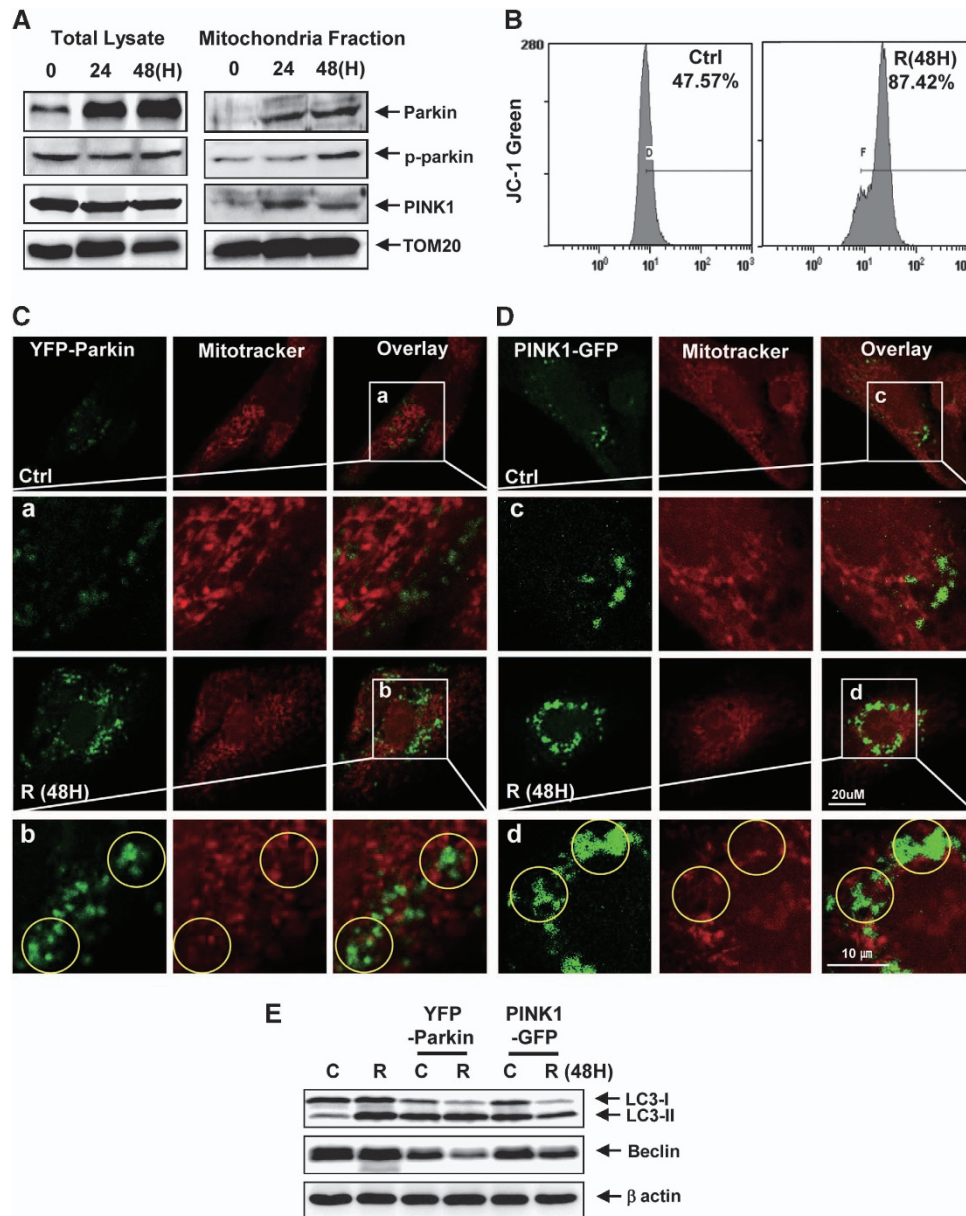 A
Total Lysate
Mitochondria Fraction
0 24 48(H)
0 24 48(H)
Parkin
p-parkin
PINK1
TOM20
B
280
Ctrl
47.57%
R(48H)
87.42%
JC-1 Green
D
F
10⁰ 10¹ 10² 10³
10⁰ 10¹ 10² 10
C
YFP-Parkin Mitotracker Overlay
a
Ctrl
a
b
R (48H)
b
D
PINK1-GFP Mitotracker Overlay
c
Ctrl
c
d
R (48H)
20uM
d
10 μm
E
YFP
-Parkin
PINK1
-GFP
C R C R C R (48H)
LC3-I
LC3-II
Beclin
β actin